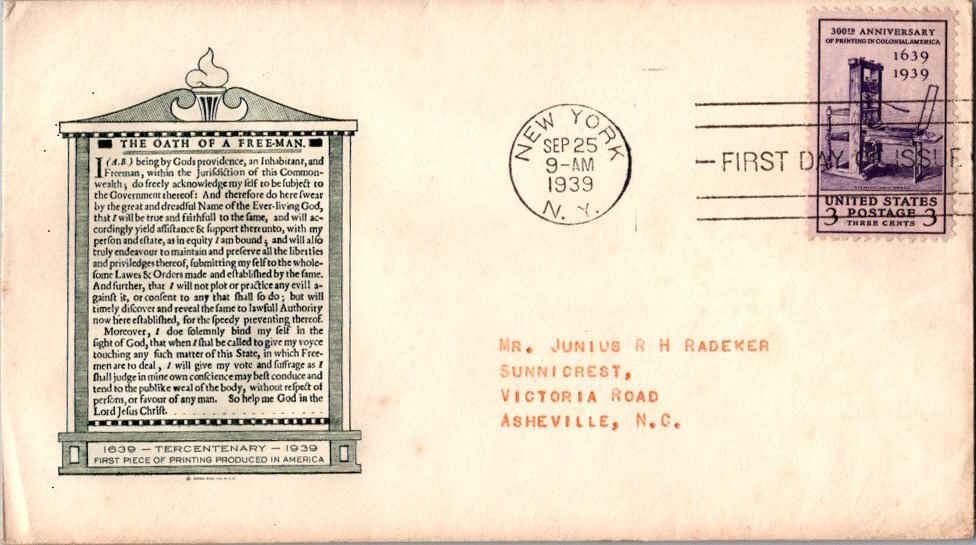 THE OATH OF A FREE-MAN.
I (A.B.) being by Gods providence, an Inhabitant, and
Freeman, within the Jurisdiction of this Common-
wealth; do freely acknowledge my self to be subject to
the Government thereof: And therefore do here swear
by the great and dreadful Name of the Ever-living God,
that I will be true and faithfull to the same, and will ac-
cordingly yield assistance & support thereunto, with my
person and estate, as in equity I am bound; and will also
truly endeavour to maintain and preserve all the liberties
and priviledges thereof, submitting my self to the whole-
some Lawes & Orders made and established by the same.
And further, that I will not plot or practice any evill a-
gainst it, or consent to any that shall so do; but will
timely discover and reveal the same to lawfull Authority
now here established, for the speedy preventing thereof.
Moreover, I doe solemnly bind my self in the
sight of God, that when I shal be called to give my voyce
touching any such matter of this State, in which Free-
men are to deal, I will give my vote and suffrage as I
shall judge in mine own conscience may best conduce and
tend to the publike weal of the body, without respect of
persons, or favour of any man. So help me God in the
Lord Jesus Christ. . . . . . . . . . . . . . . . . .
1639 — TERCENTENARY — 1939
FIRST PIECE OF PRINTING PRODUCED IN AMERICA
NEW YORK
SEP 25
9-AM
1939
N. Y.
FIRST DAY OF ISSUE
300TH ANNIVERSARY
OF PRINTING IN COLONIAL AMERICA
1639
1939
UNITED STATES
3 POSTAGE 3
THREE CENTS
MR. JUNIUS R H RADEKER
SUNNICREST,
VICTORIA ROAD
ASHEVILLE, N.C.